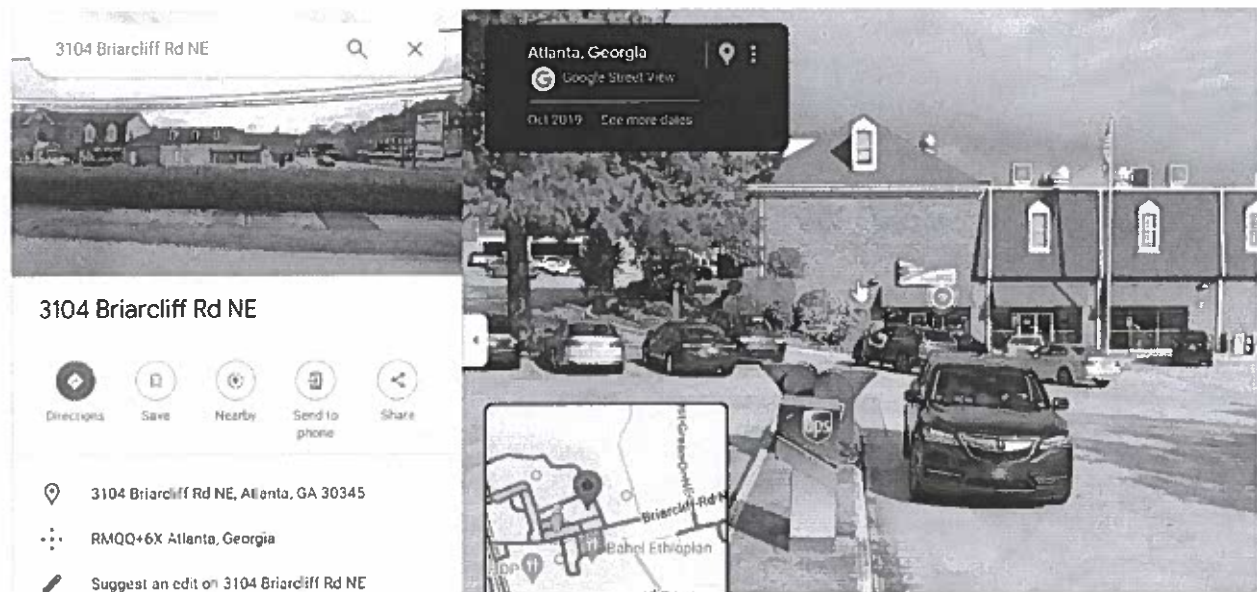 3104 Briarcliff Rd NE
3104 Briarcliff Rd NE
Directions
Save
Nearby
Send to
phone
Share
3104 Briarcliff Rd NE, Atlanta, GA 30345
RMQQ+6X Atlanta, Georgia
Suggest an edit on 3104 Briarcliff Rd NE
Atlanta, Georgia
Google Street View
Oct 2019 See more dates
ups
Briarcliff Rd N
Bahel Ethiopian
DP